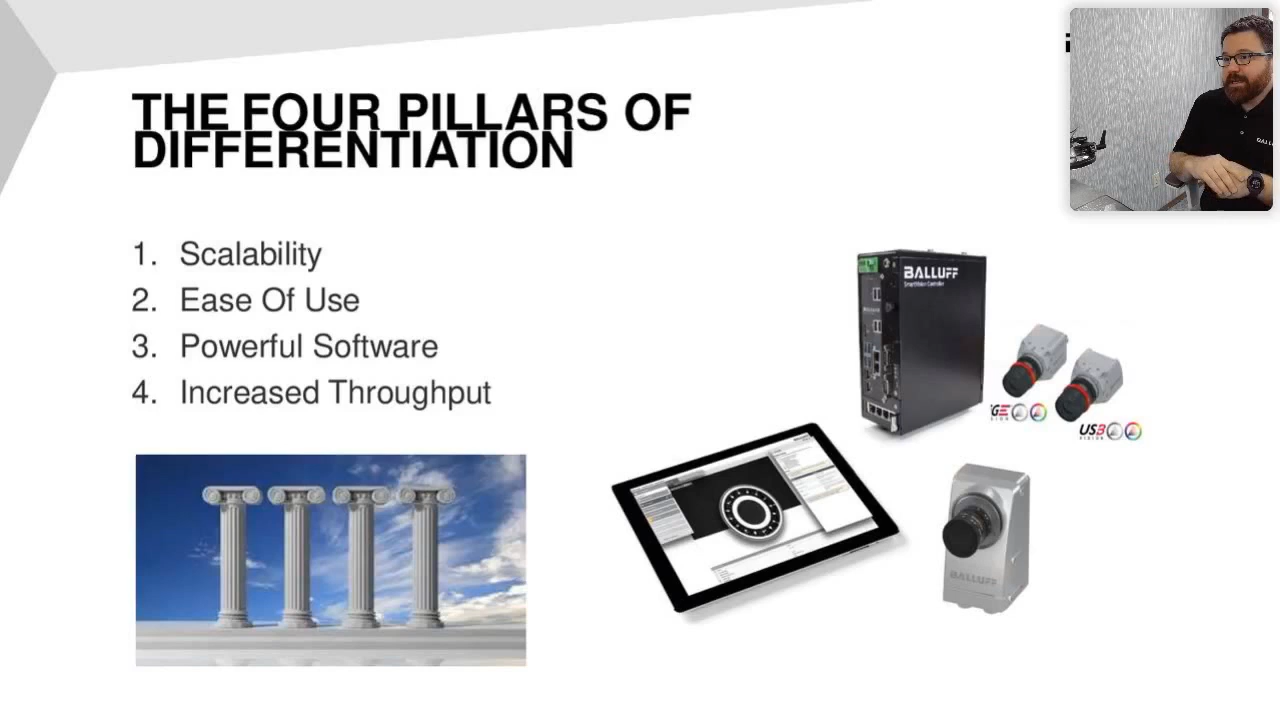 THE FOUR PILLARS OF
DIFFERENTIATION
1. Scalability
2. Ease Of Use
3. Powerful Software
4. Increased Throughput
BALLUFF
SmartVision Controller
USB3
VISION
BALLUFF